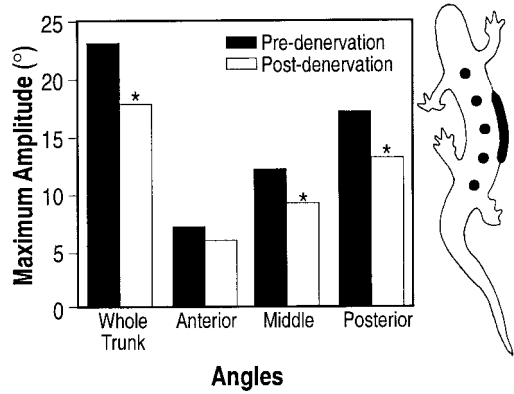 25
20
15
10
5
0
Maximum Amplitude (°)
Pre-denervation
Post-denervation
*
*
*
Whole
Trunk
Anterior
Middle
Posterior
Angles